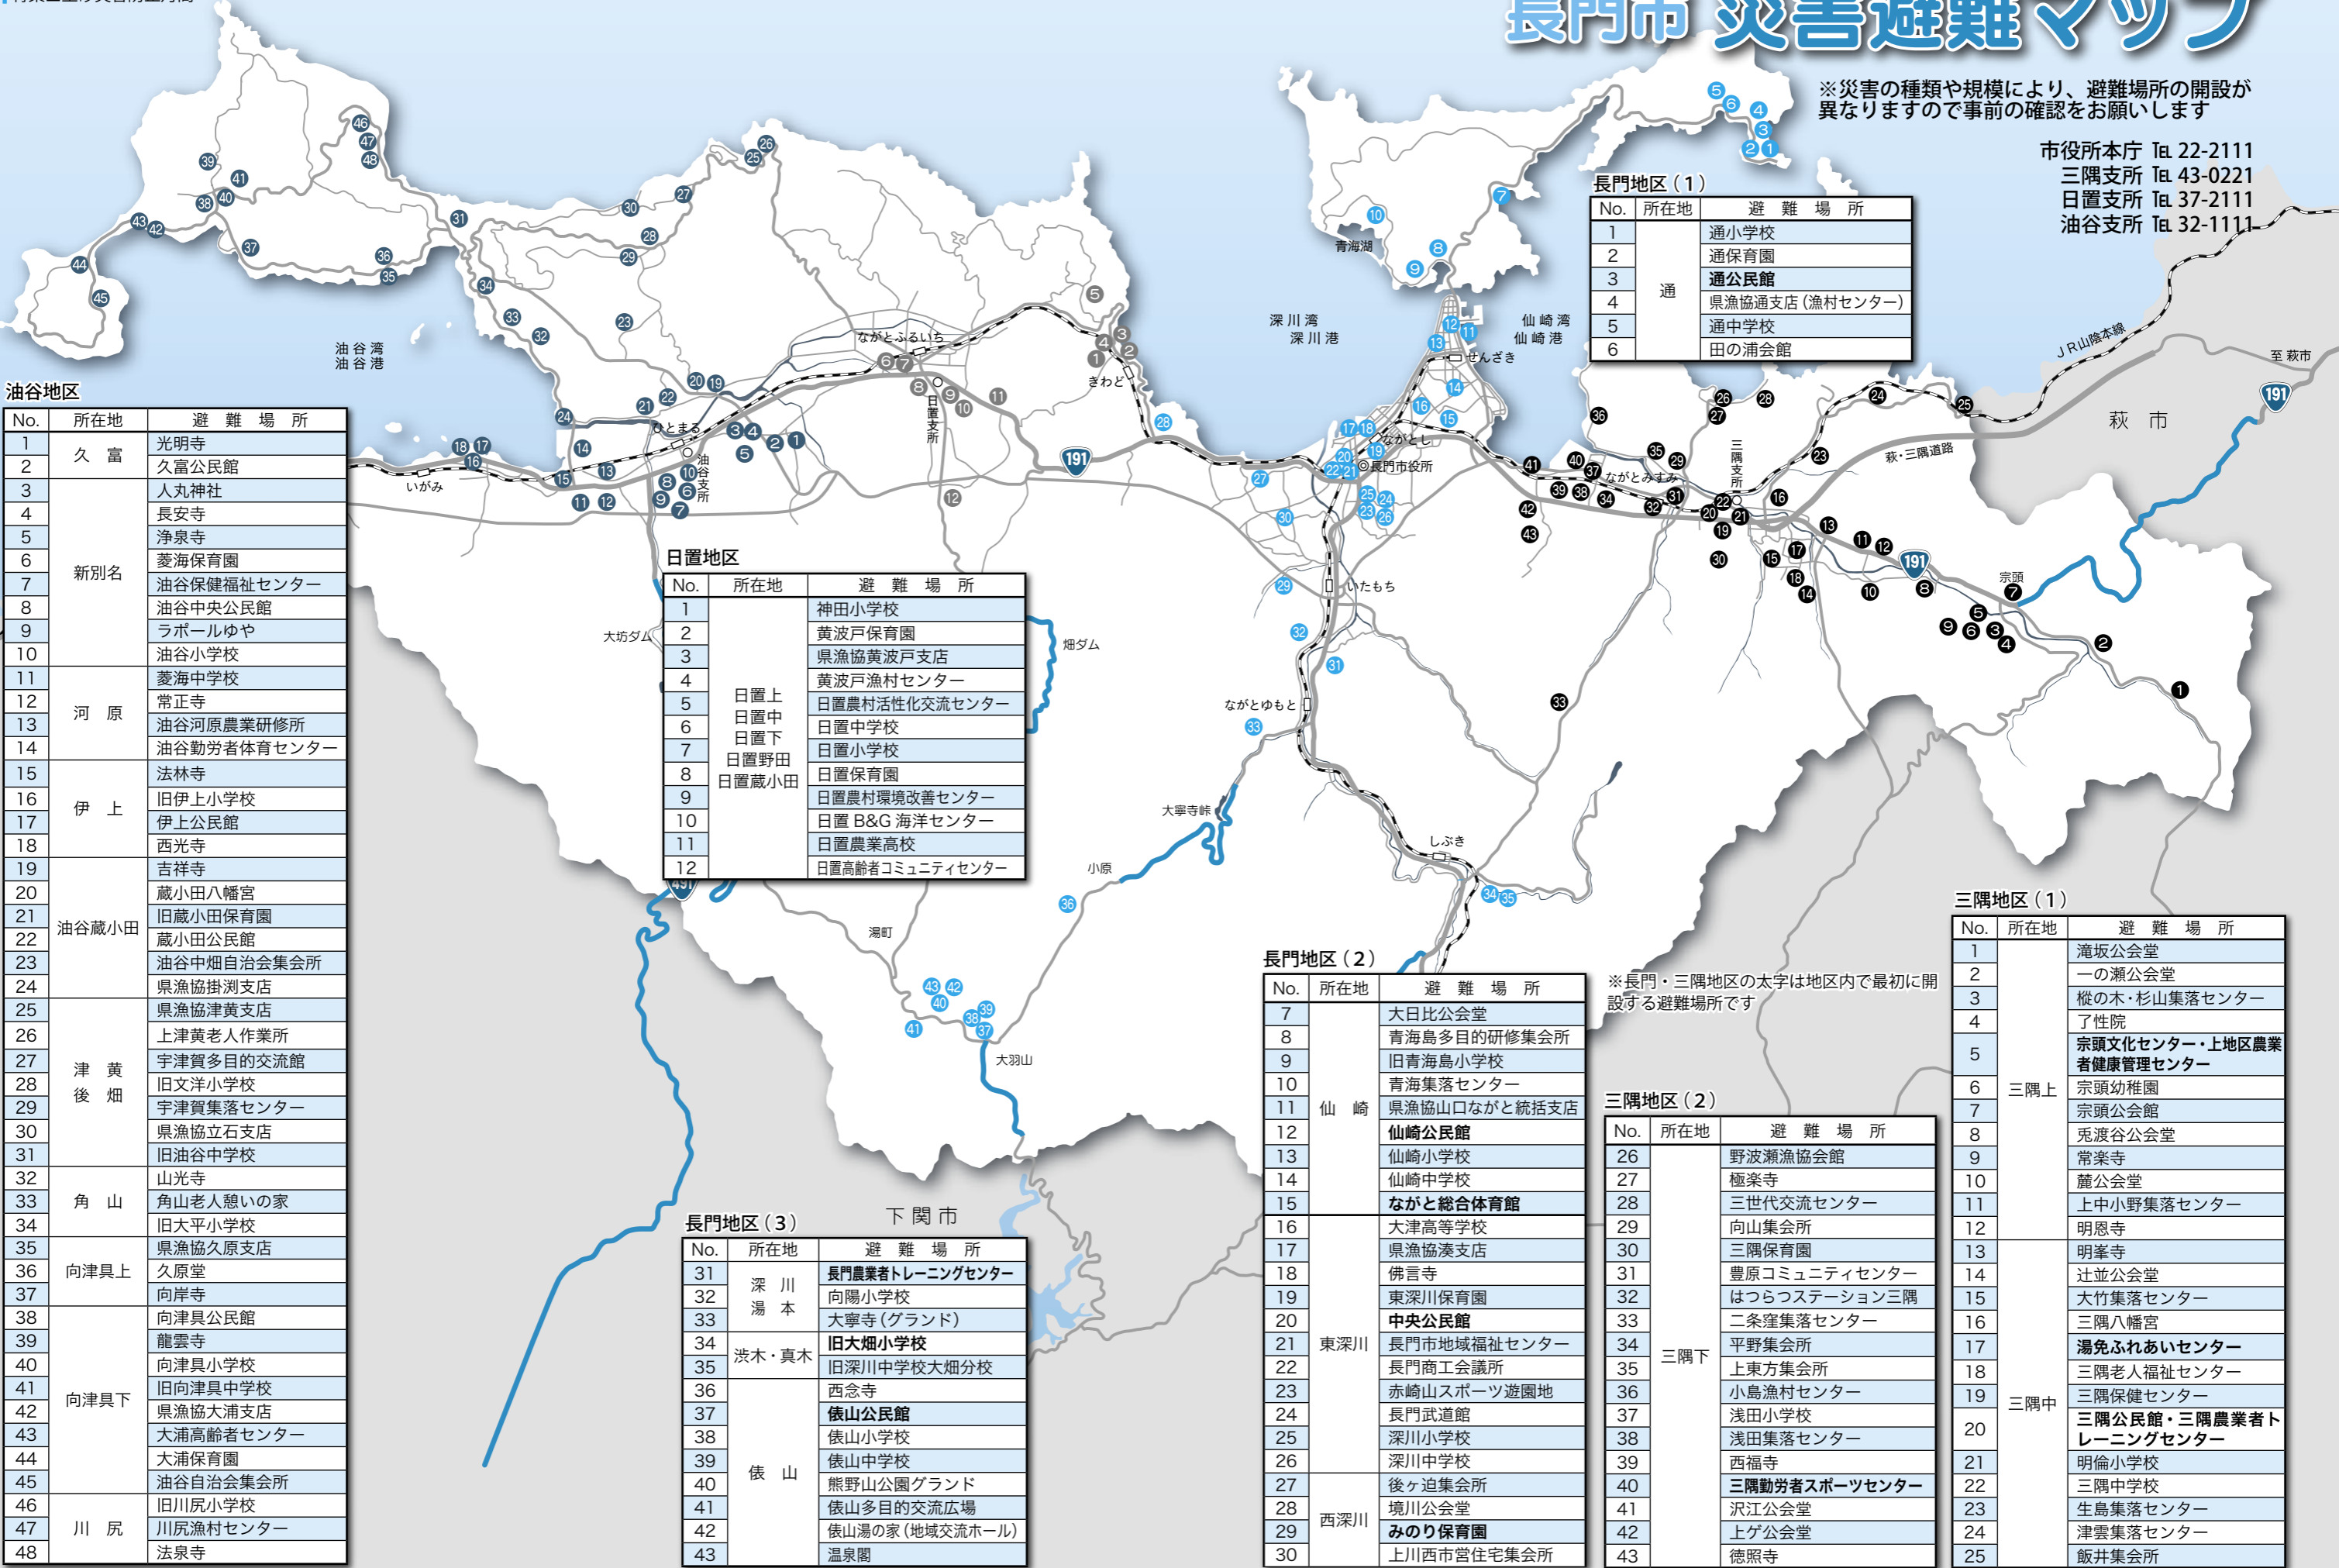 長門市 災害避難マップ
※災害の種類や規模により、避難場所の開設が
異なりますので事前の確認をお願いします
市役所本庁 ℡ 22-2111
三隅支所 ℡ 43-0221
日置支所 ℡ 37-2111
油谷支所 ℡ 32-1111
長門地区（1）
No. 所在地 避難場所
通
1 通小学校
2 通保育園
3 通公民館
4 県漁協通支店（漁村センター）
5 通中学校
6 田の浦会館
青海湖
深川湾
深川港
仙崎湾
仙崎港
油谷湾
油谷港
ながとふるいち
きわど
日置支所
ひとまる
油谷支所
いがみ
せんざき
ながとし
長門市役所
ながとみすみ
三隅支所
萩・三隅道路
JR山陰本線
至 萩市
191
萩市
191
191
宗頭
いたもち
ながとゆもと
しぶき
大坊ダム
畑ダム
大寧寺峠
小原
湯町
大羽山
491
下関市
油谷地区
No. 所在地 避難場所
久富
1 光明寺
2 久富公民館
新別名
3 人丸神社
4 長安寺
5 浄泉寺
6 菱海保育園
7 油谷保健福祉センター
8 油谷中央公民館
9 ラポールゆや
10 油谷小学校
河原
11 菱海中学校
12 常正寺
13 油谷河原農業研修所
14 油谷勤労者体育センター
伊上
15 法林寺
16 旧伊上小学校
17 伊上公民館
18 西光寺
油谷蔵小田
19 吉祥寺
20 蔵小田八幡宮
21 旧蔵小田保育園
22 蔵小田公民館
23 油谷中畑自治会集会所
24 県漁協掛渕支店
津黄
後畑
25 県漁協津黄支店
26 上津黄老人作業所
27 宇津賀多目的交流館
28 旧文洋小学校
29 宇津賀集落センター
30 県漁協立石支店
31 旧油谷中学校
角山
32 山光寺
33 角山老人憩いの家
34 旧大平小学校
向津具上
35 県漁協久原支店
36 久原堂
37 向岸寺
向津具下
38 向津具公民館
39 龍雲寺
40 向津具小学校
41 旧向津具中学校
42 県漁協大浦支店
43 大浦高齢者センター
44 大浦保育園
45 油谷自治会集会所
川尻
46 旧川尻小学校
47 川尻漁村センター
48 法泉寺
日置地区
No. 所在地 避難場所
日置上
日置中
日置下
日置野田
日置蔵小田
1 神田小学校
2 黄波戸保育園
3 県漁協黄波戸支店
4 黄波戸漁村センター
5 日置農村活性化交流センター
6 日置中学校
7 日置小学校
8 日置保育園
9 日置農村環境改善センター
10 日置 B&G 海洋センター
11 日置農業高校
12 日置高齢者コミュニティセンター
長門地区（3）
No. 所在地 避難場所
深川
湯本
31 長門農業者トレーニングセンター
32 向陽小学校
33 大寧寺（グランド）
渋木・真木
34 旧大畑小学校
35 旧深川中学校大畑分校
俵山
36 西念寺
37 俵山公民館
38 俵山小学校
39 俵山中学校
40 熊野山公園グランド
41 俵山多目的交流広場
42 俵山湯の家（地域交流ホール）
43 温泉閣
長門地区（2）
No. 所在地 避難場所
仙崎
7 大日比公会堂
8 青海島多目的研修集会所
9 旧青海島小学校
10 青海集落センター
11 県漁協山口ながと統括支店
12 仙崎公民館
13 仙崎小学校
14 仙崎中学校
15 ながと総合体育館
東深川
16 大津高等学校
17 県漁協湊支店
18 佛言寺
19 東深川保育園
20 中央公民館
21 長門市地域福祉センター
22 長門商工会議所
23 赤崎山スポーツ遊園地
24 長門武道館
25 深川小学校
26 深川中学校
西深川
27 後ヶ迫集会所
28 境川公会堂
29 みのり保育園
30 上川西市営住宅集会所
※長門・三隅地区の太字は地区内で最初に開
設する避難場所です
三隅地区（2）
No. 所在地 避難場所
三隅下
26 野波瀬漁協会館
27 極楽寺
28 三世代交流センター
29 向山集会所
30 三隅保育園
31 豊原コミュニティセンター
32 はつらつステーション三隅
33 二条窪集落センター
34 平野集会所
35 上東方集会所
36 小島漁村センター
37 浅田小学校
38 浅田集落センター
39 西福寺
40 三隅勤労者スポーツセンター
41 沢江公会堂
42 上ゲ公会堂
43 徳照寺
三隅地区（1）
No. 所在地 避難場所
三隅上
1 滝坂公会堂
2 一の瀬公会堂
3 樅の木・杉山集落センター
4 了性院
5 宗頭文化センター・上地区農業
者健康管理センター
6 宗頭幼稚園
7 宗頭公会館
8 兎渡谷公会堂
9 常楽寺
10 麓公会堂
11 上中小野集落センター
12 明恩寺
三隅中
13 明峯寺
14 辻並公会堂
15 大竹集落センター
16 三隅八幡宮
17 湯免ふれあいセンター
18 三隅老人福祉センター
19 三隅保健センター
20 三隅公民館・三隅農業者ト
レーニングセンター
21 明倫小学校
22 三隅中学校
23 生島集落センター
24 津雲集落センター
25 飯井集会所